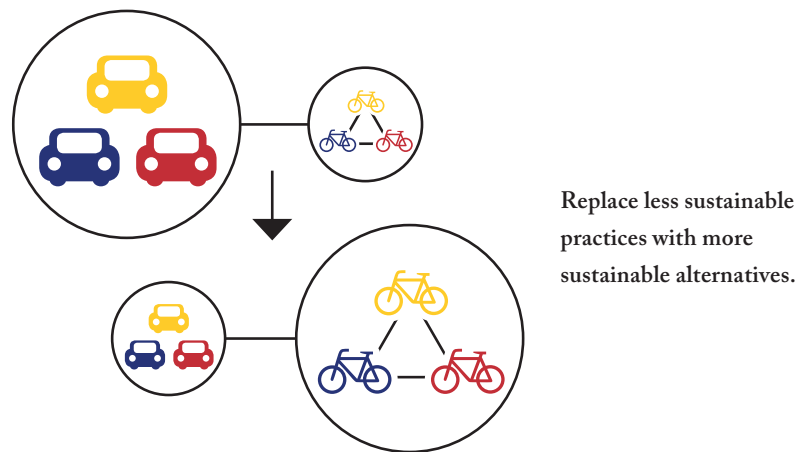 Replace less sustainable
practices with more
sustainable alternatives.